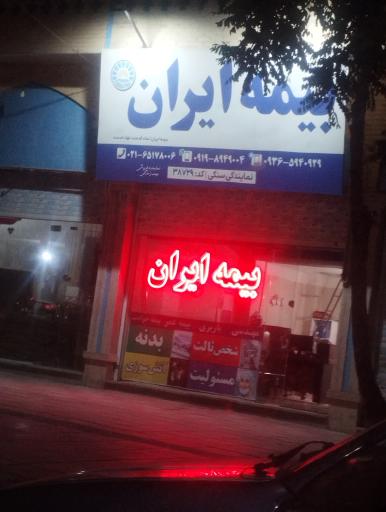 بیمه ایران
۰۲۱-۶۵۱۷۸۰۰۶ ۰۹۱۹-۸۹۴۹۰۰۴ ۰۹۳۶-۵۹۴۰۹۲۹
نمایندگی سنگی (کد: ۳۸۷۲۹
بیمه ایران
بدنه
شخص ثالث
آتش سوزی
مسئولیت